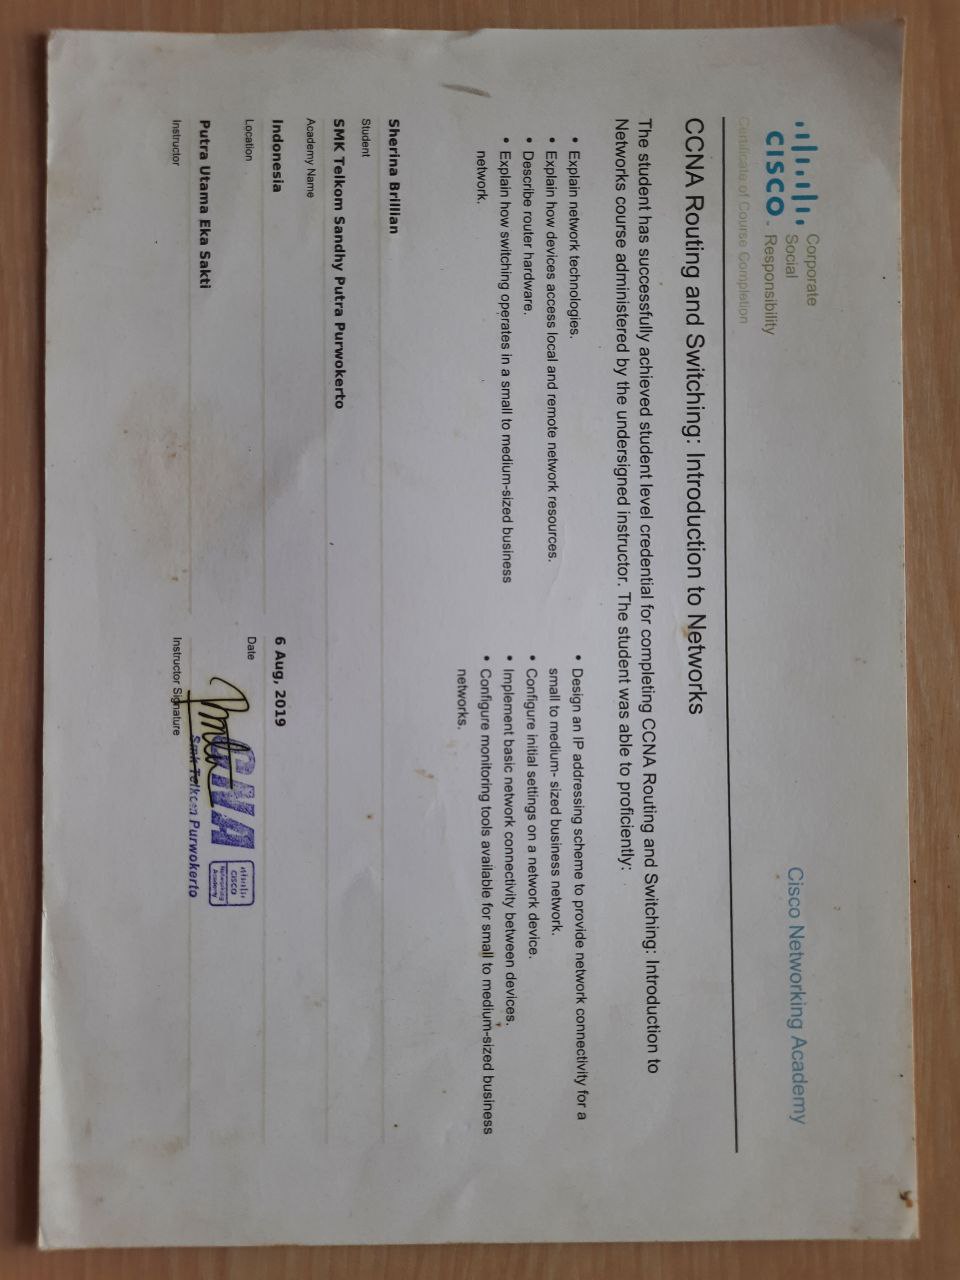 Corporate
Social
CISCO Responsibility
Cisco Networking Academy
Certificate of Course Completion
CCNA Routing and Switching: Introduction to Networks
The student has successfully achieved student level credential for completing CCNA Routing and Switching: Introduction to
Networks course administered by the undersigned instructor. The student was able to proficiently:
• Explain network technologies.
• Explain how devices access local and remote network resources.
• Describe router hardware.
• Explain how switching operates in a small to medium-sized business
network.
• Design an IP addressing scheme to provide network connectivity for a
small to medium- sized business network.
• Configure initial settings on a network device.
• Implement basic network connectivity between devices.
• Configure monitoring tools available for small to medium-sized business
networks.
Sherina Brillian
Student
SMK Telkom Sandhy Putra Purwokerto
Academy Name
Indonesia
Location
6 Aug, 2019
Date
Putra Utama Eka Sakti
Instructor
CNA
CISCO
Networking
Academy
Smk Telkom Purwokerto
Instructor Signature